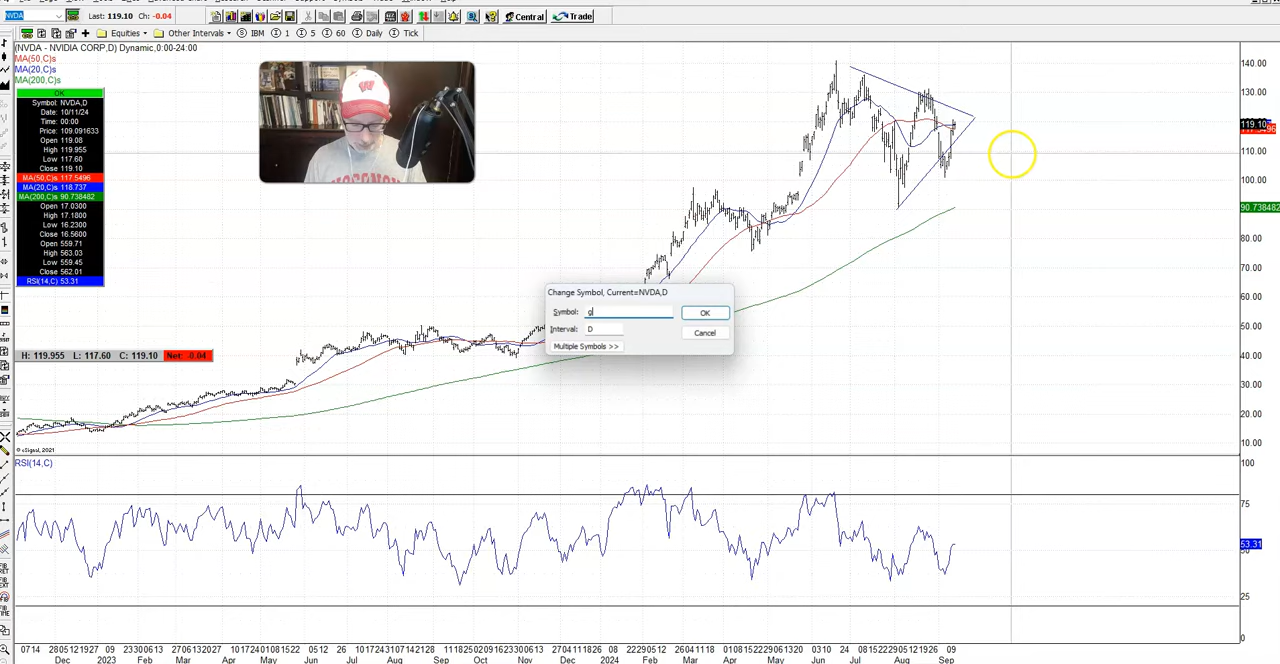 NVDA Last: 119.10 Ch: -0.04 Central Trade
Equities Other Intervals S IBM I 1 I 5 I 60 I Daily I Tick
(NVDA - NVIDIA CORP,D) Dynamic,0:00-24:00
MA(50,C)s
MA(20,C)s
MA(200,C)s
OK
Symbol: NVDA,D
Date: 10/11/24
Time: 00:00
Price: 109.091633
Open 119.08
High 119.955
Low 117.60
Close 119.10
MA(50,C)s 117.5496
MA(20,C)s 118.737
MA(200,C)s 90.738482
Open 17.0300
High 17.1800
Low 16.2300
Close 16.5600
Open 559.71
High 563.03
Low 559.45
Close 562.01
RSI(14,C) 53.31
H: 119.955 L: 117.60 C: 119.10 Net: -0.04
Change Symbol, Current=NVDA,D
Symbol: g
OK
Interval: D
Cancel
Multiple Symbols >>
140.00
130.00
119.10
110.00
100.00
90.738482
80.00
70.00
60.00
50.00
40.00
30.00
20.00
10.00
© eSignal, 2021
RSI(14,C)
100
75
53.31
25
0
Dec 2023 Feb Mar Apr May Jun Jul Aug Sep Oct Nov Dec 2024 Feb Mar Apr May Jun Jul Aug Sep